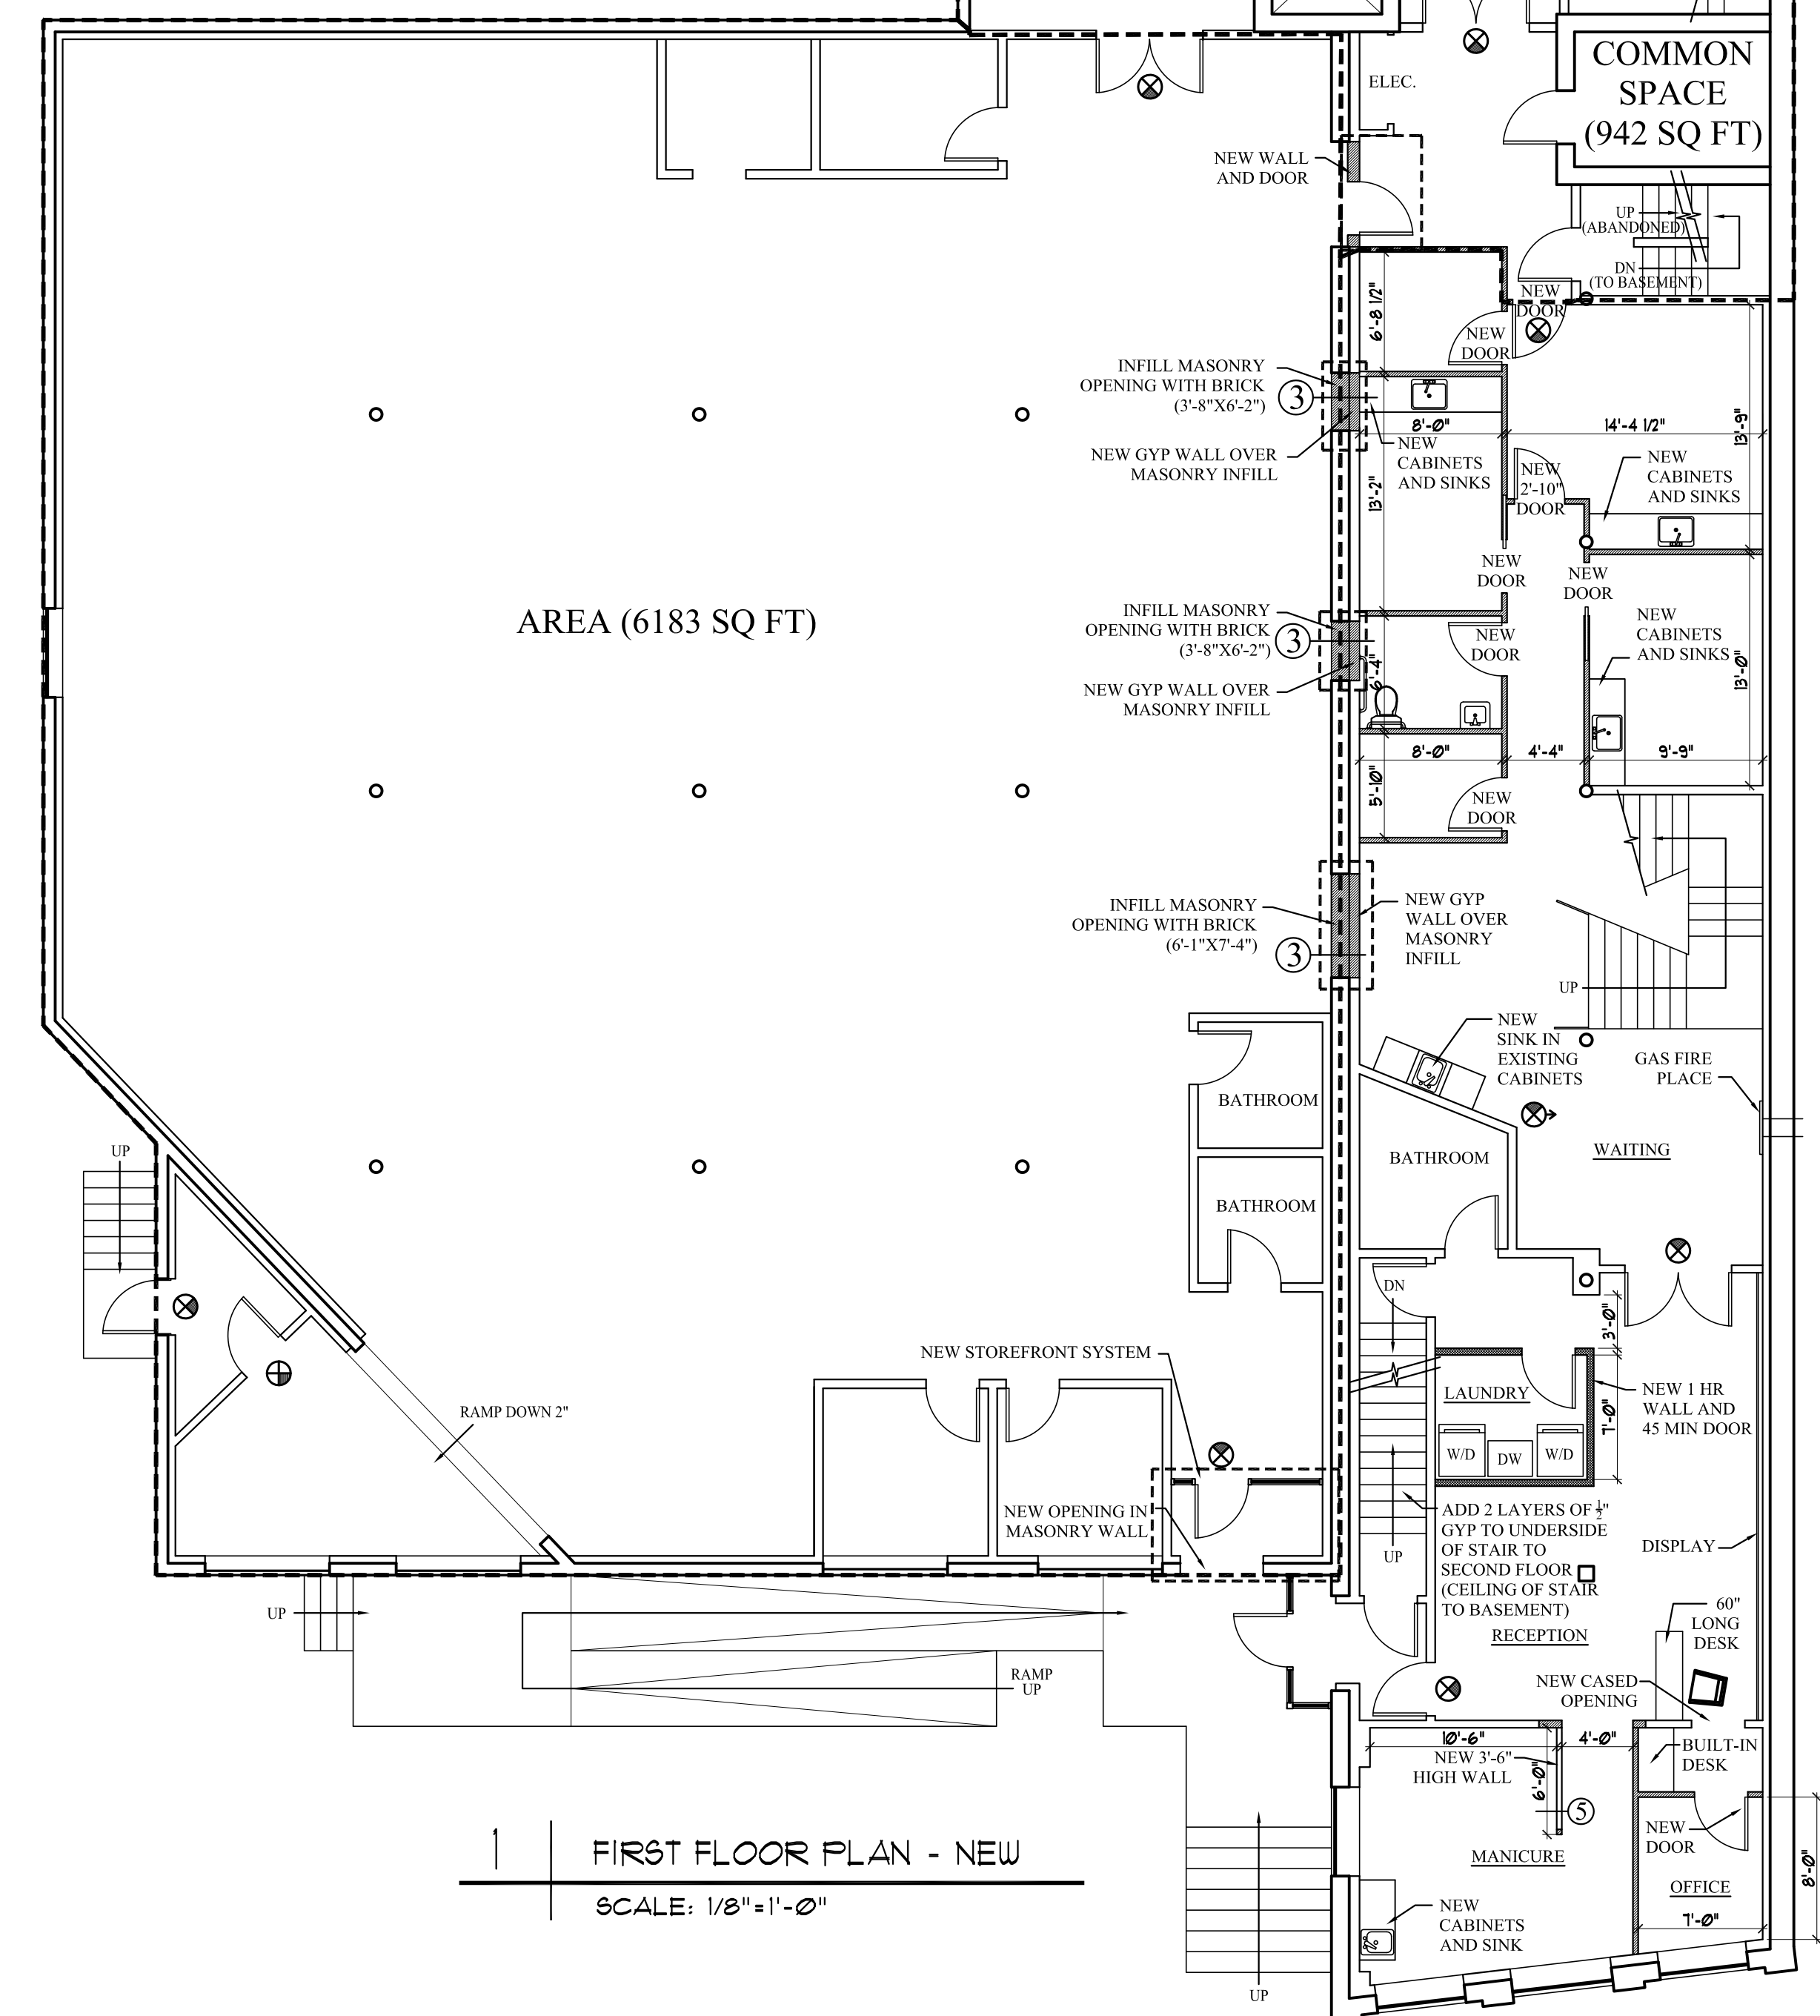 COMMON
SPACE
(942 SQ FT)
ELEC.
NEW WALL
AND DOOR
UP
(ABANDONED)
DN
(TO BASEMENT)
NEW
DOOR
NEW
DOOR
6'-8 1/2"
INFILL MASONRY
OPENING WITH BRICK
(3'-8"X6'-2")
3
8'-0"
14'-4 1/2"
13'-9"
NEW GYP WALL OVER
MASONRY INFILL
NEW
CABINETS
AND SINKS
NEW
2'-10"
DOOR
NEW
CABINETS
AND SINKS
13'-2"
NEW
DOOR
NEW
DOOR
AREA (6183 SQ FT)
INFILL MASONRY
OPENING WITH BRICK
(3'-8"X6'-2")
3
NEW
DOOR
NEW
CABINETS
AND SINKS
13'-0"
6'-4"
NEW GYP WALL OVER
MASONRY INFILL
8'-0"
4'-4"
9'-9"
5'-10"
NEW
DOOR
INFILL MASONRY
OPENING WITH BRICK
(6'-1"X7'-4")
3
NEW GYP
WALL OVER
MASONRY
INFILL
UP
NEW
SINK IN
EXISTING
CABINETS
GAS FIRE
PLACE
BATHROOM
BATHROOM
WAITING
BATHROOM
UP
DN
3'-0"
NEW STOREFRONT SYSTEM
LAUNDRY
NEW 1 HR
WALL AND
45 MIN DOOR
7'-0"
RAMP DOWN 2"
W/D
DW
W/D
NEW OPENING IN
MASONRY WALL
ADD 2 LAYERS OF ½"
GYP TO UNDERSIDE
OF STAIR TO
SECOND FLOOR
(CEILING OF STAIR
TO BASEMENT)
DISPLAY
UP
UP
60"
LONG
DESK
RECEPTION
RAMP
UP
NEW CASED
OPENING
10'-6"
4'-0"
NEW 3'-6"
HIGH WALL
6'-0"
5
BUILT-IN
DESK
NEW
DOOR
MANICURE
OFFICE
8'-0"
7'-0"
NEW
CABINETS
AND SINK
UP
1
FIRST FLOOR PLAN - NEW
SCALE: 1/8"=1'-0"